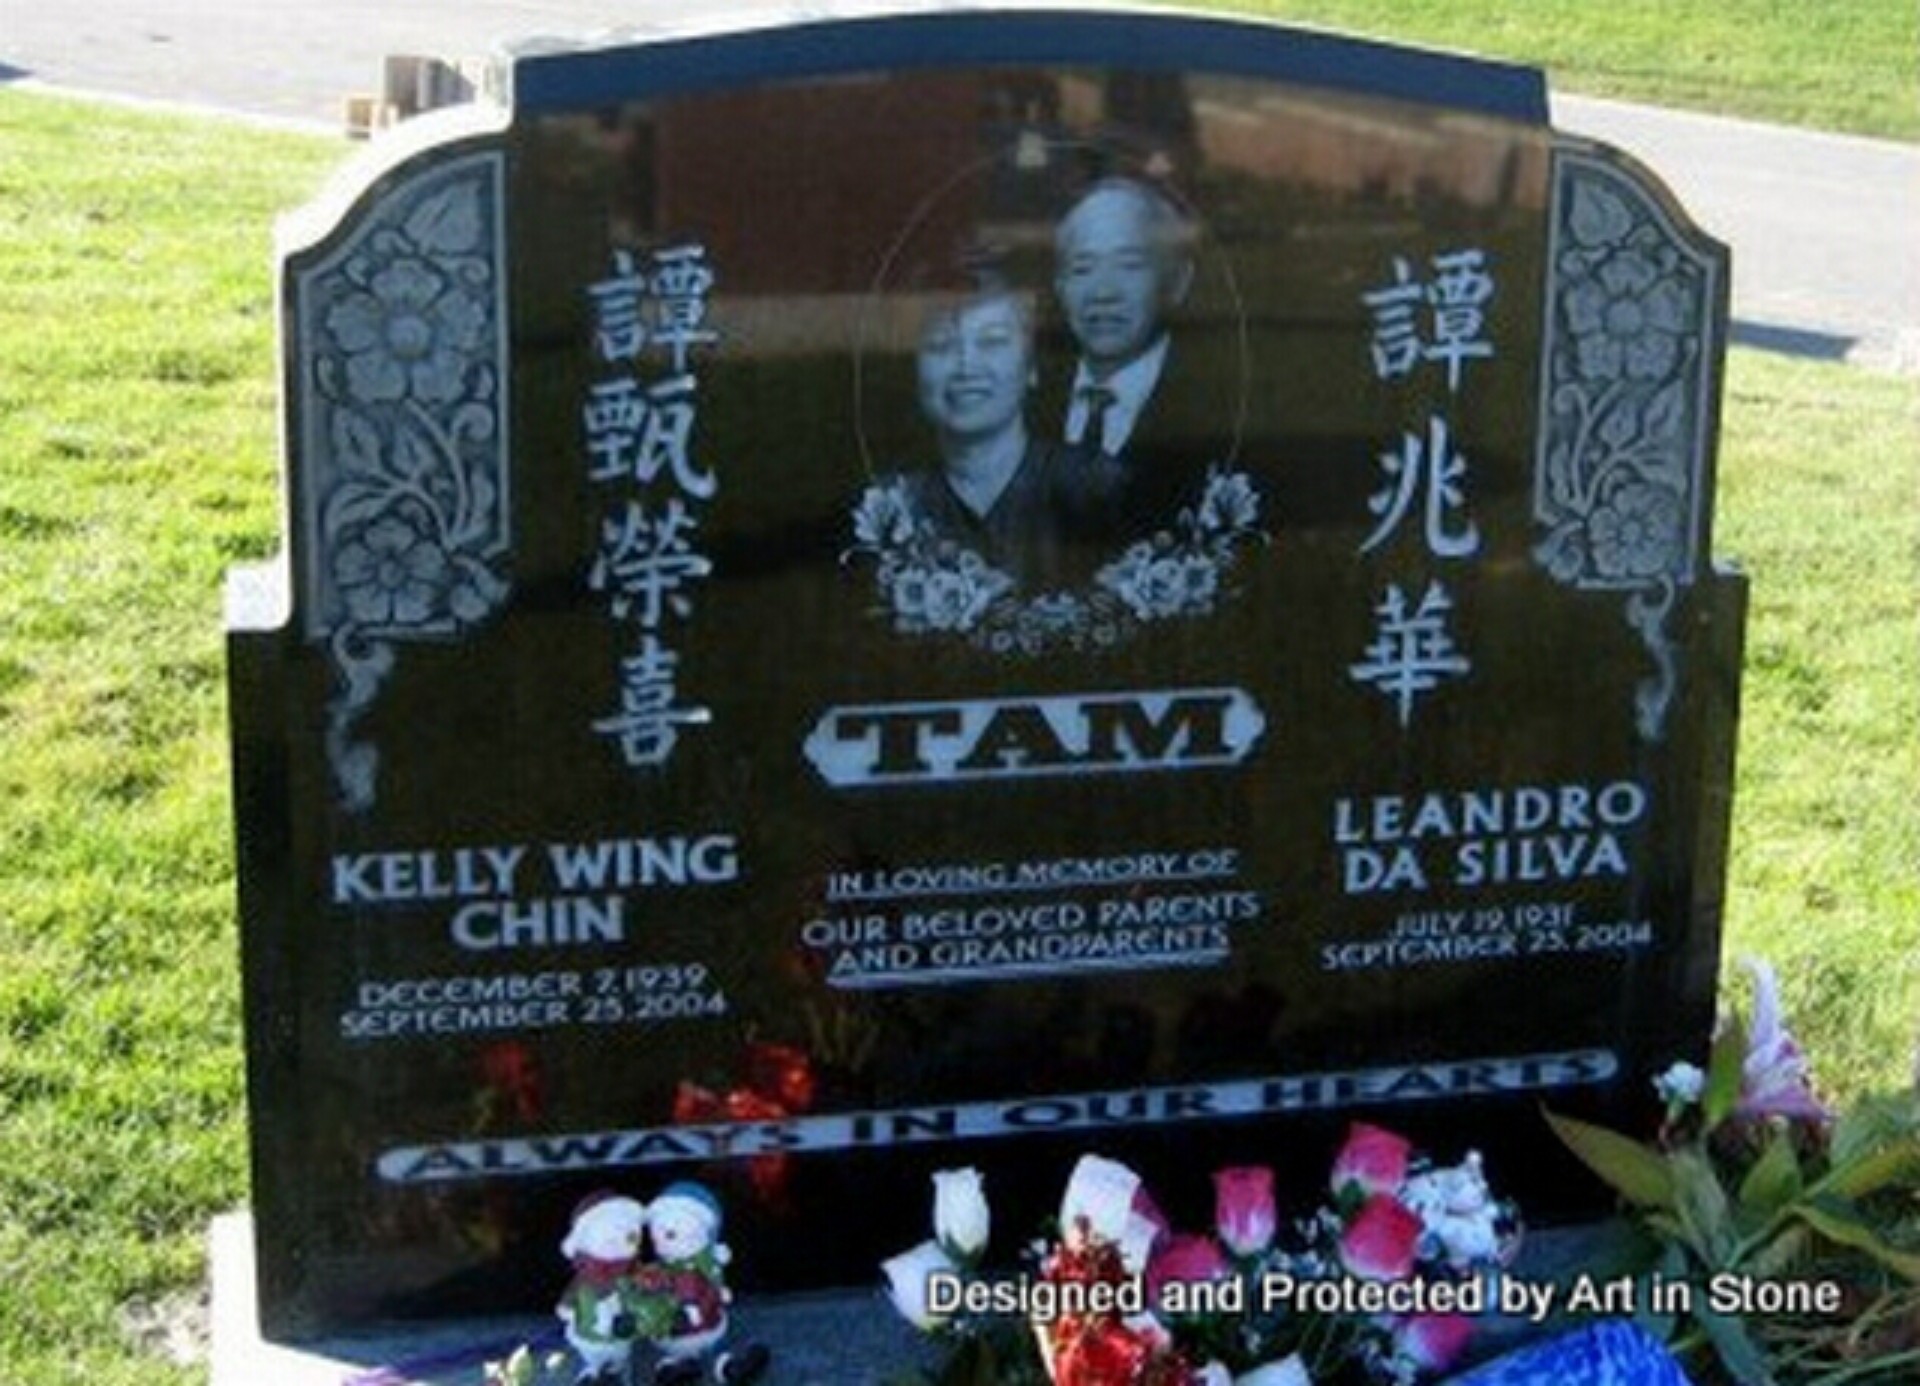 譚甄榮喜
譚兆華
TAM
KELLY WING
CHIN
DECEMBER 7, 1939
SEPTEMBER 25, 2004
IN LOVING MEMORY OF
OUR BELOVED PARENTS
AND GRANDPARENTS
LEANDRO
DA SILVA
JULY 19, 1931
SEPTEMBER 25, 2004
ALWAYS IN OUR HEARTS
Designed and Protected by Art in Stone